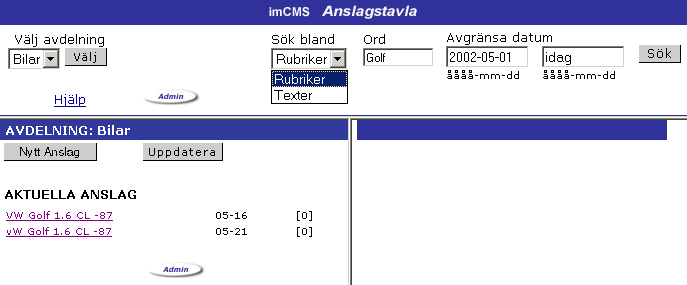 imCMS Anslagstavla
Välj avdelning
Bilar Välj
Sök bland Ord Avgränsa datum
Rubriker Golf 2002-05-01 idag Sök
Rubriker
Texter
åååå-mm-dd åååå-mm-dd
Hjälp Admin
AVDELNING: Bilar
Nytt Anslag Uppdatera
AKTUELLA ANSLAG
VW Golf 1.6 CL -87 05-16 [0]
vW Golf 1.6 CL -87 05-21 [0]
Admin